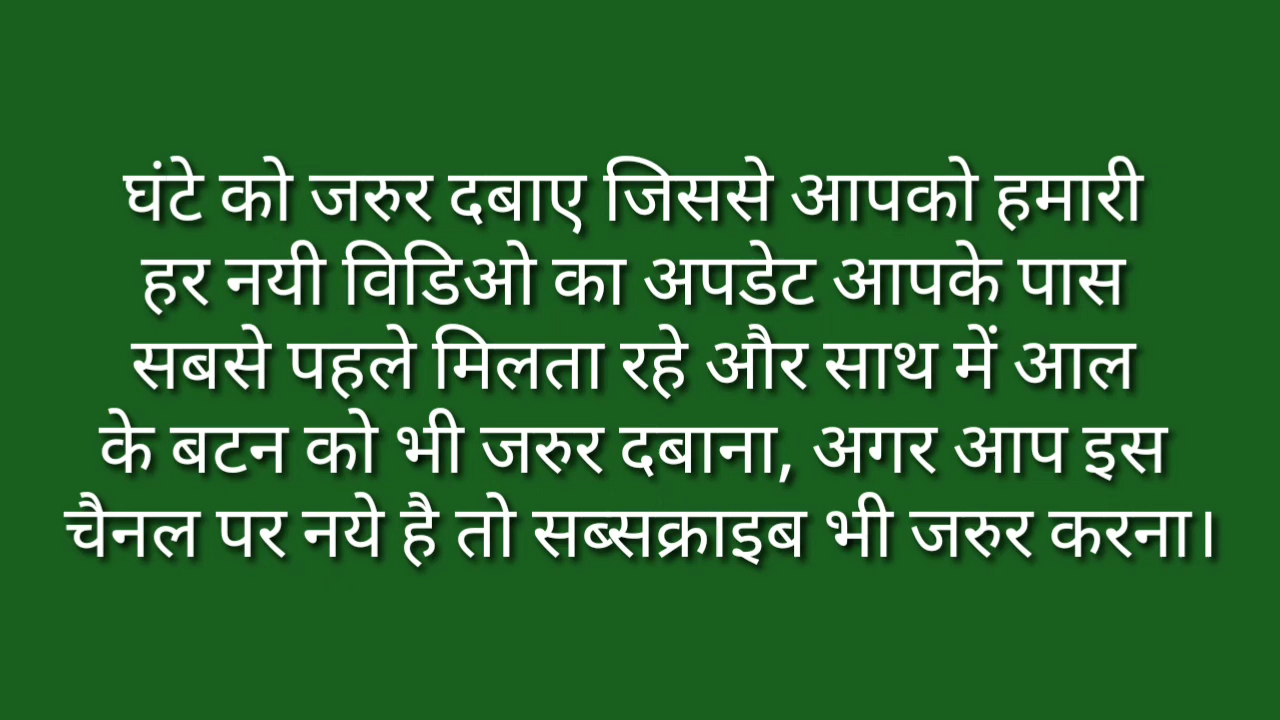 घंटे को जरुर दबाए जिससे आपको हमारी
हर नयी विडिओ का अपडेट आपके पास
सबसे पहले मिलता रहे और साथ में आल
के बटन को भी जरुर दबाना, अगर आप इस
चैनल पर नये है तो सब्सक्राइब भी जरुर करना।